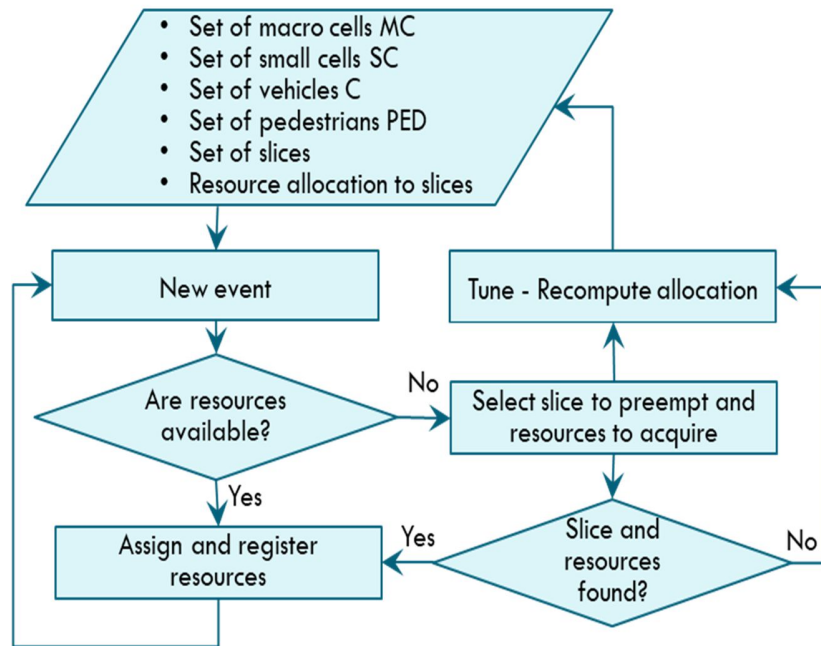 • Set of macro cells MC
• Set of small cells SC
• Set of vehicles C
• Set of pedestrians PED
• Set of slices
• Resource allocation to slices
New event
Tune - Recompute allocation
Are resources
available?
No
Select slice to preempt and
resources to acquire
Yes
Assign and register
resources
Yes
Slice and
resources
found?
No